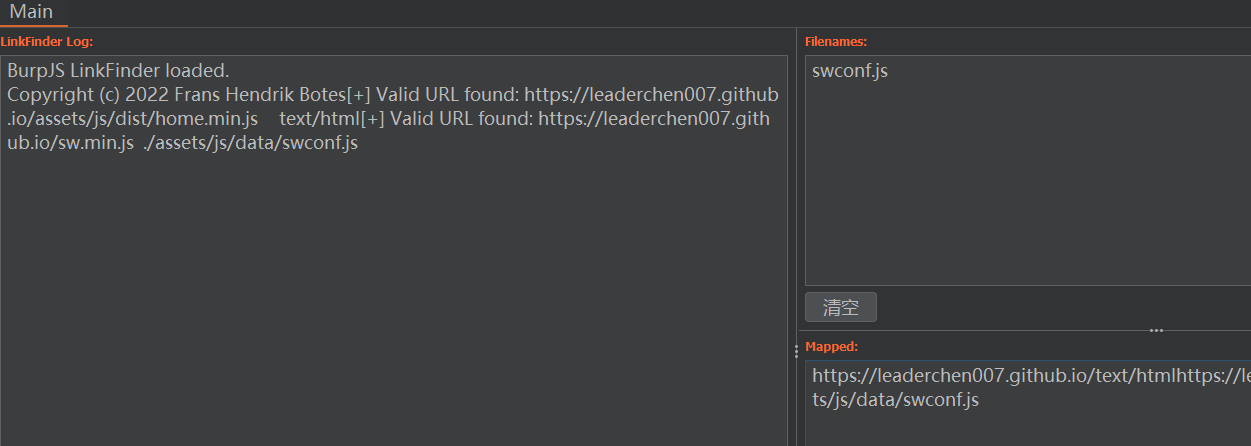 Main
LinkFinder Log:
BurpJS LinkFinder loaded.
Copyright (c) 2022 Frans Hendrik Botes[+] Valid URL found: https://leaderchen007.github
.io/assets/js/dist/home.min.js    text/html[+] Valid URL found: https://leaderchen007.gith
ub.io/sw.min.js  ./assets/js/data/swconf.js
Filenames:
swconf.js
清空
Mapped:
https://leaderchen007.github.io/text/htmlhttps://le
ts/js/data/swconf.js